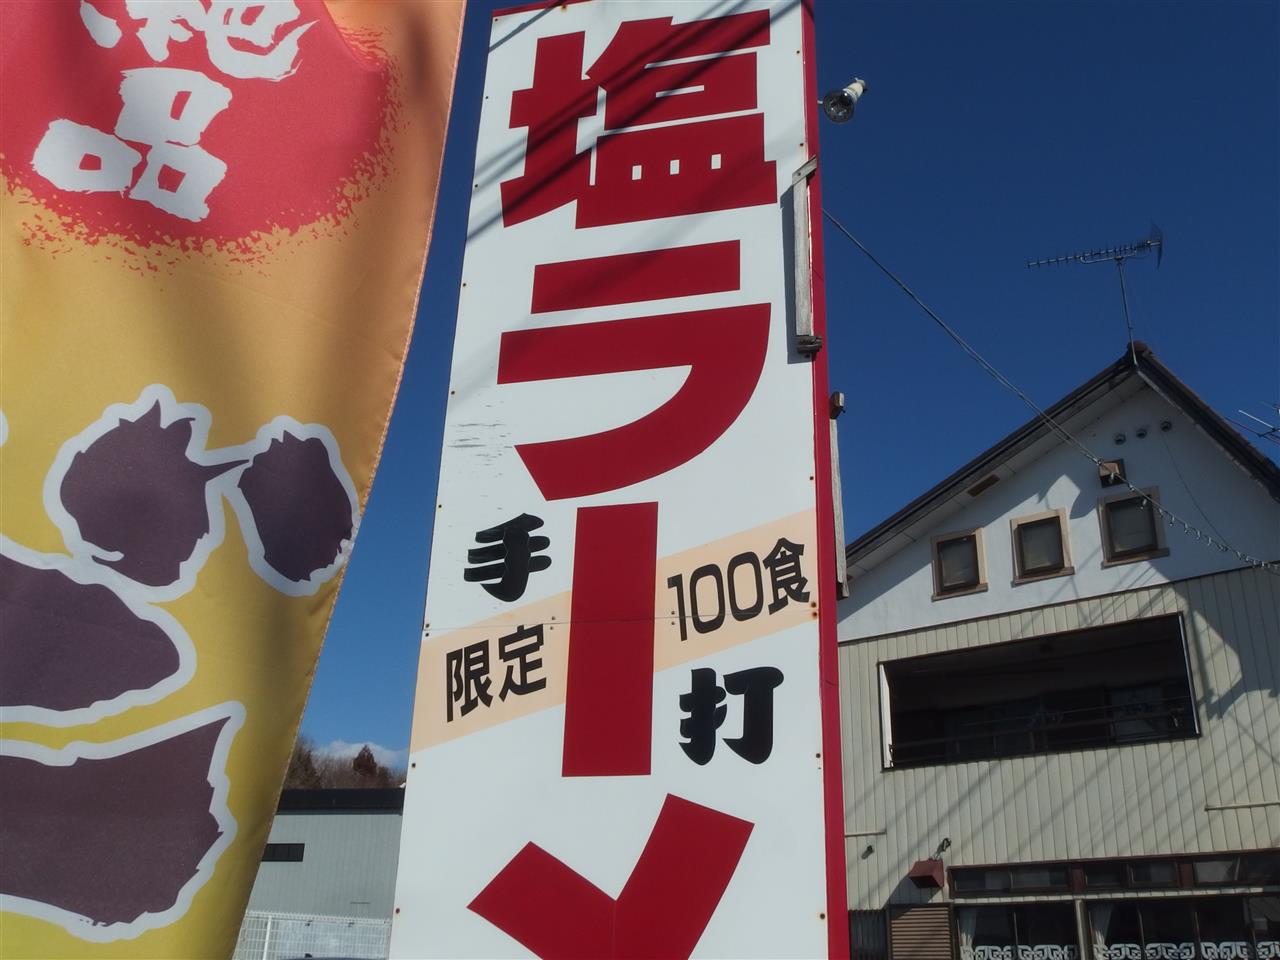 絶品
塩ラーメ
手打
限定100食